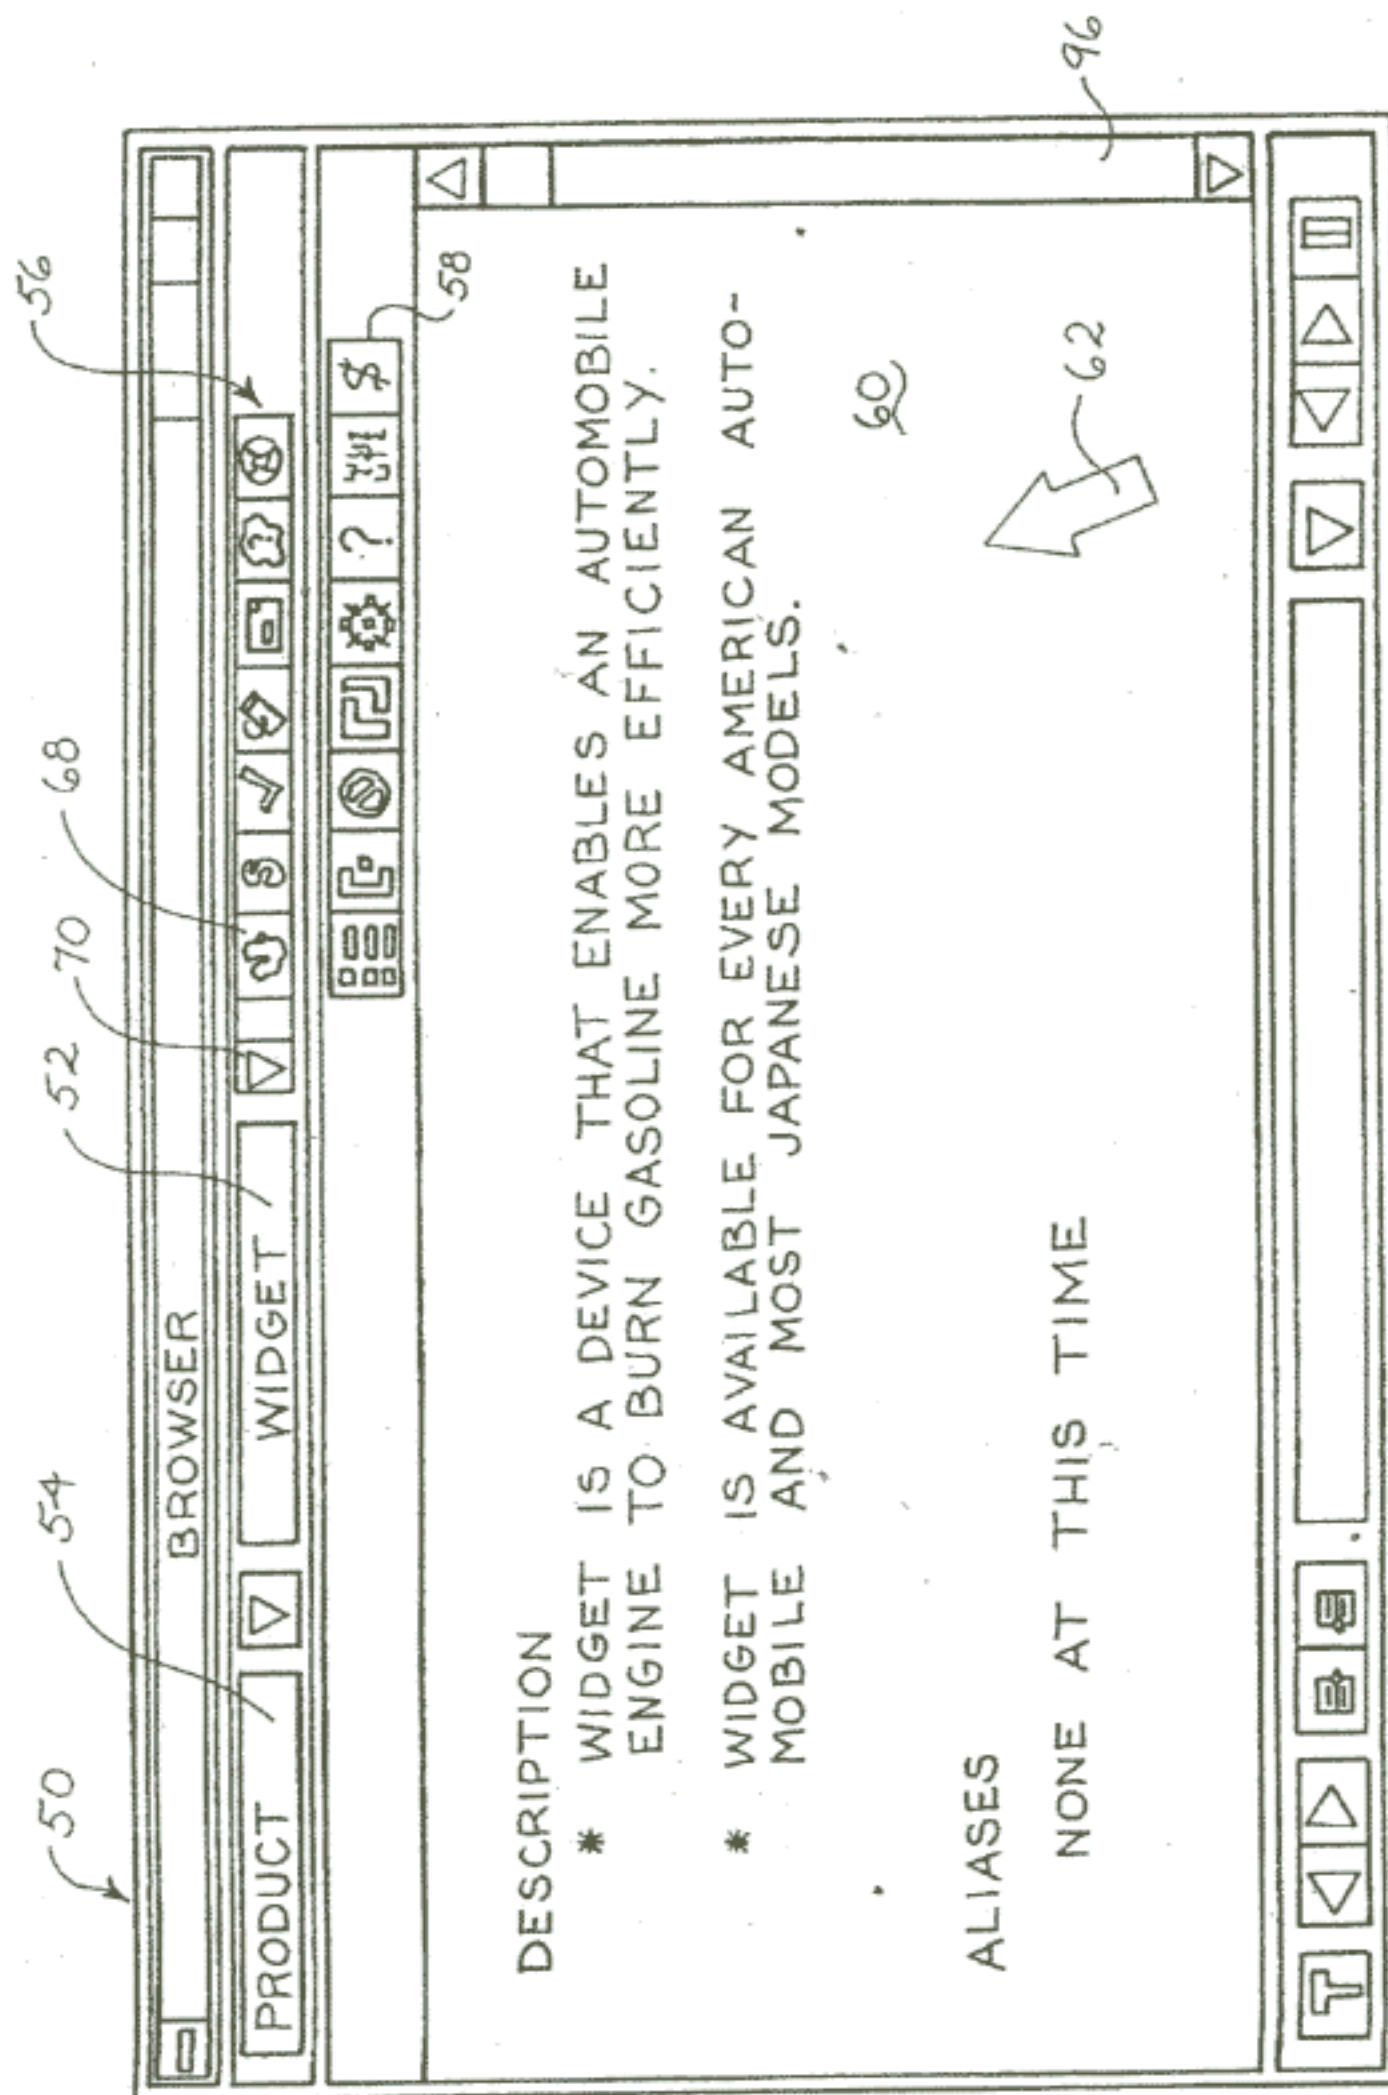 50
54
52
70
68
56
BROWSER
PRODUCT
WIDGET
? $
58
DESCRIPTION
* WIDGET IS A DEVICE THAT ENABLES AN AUTOMOBILE
ENGINE TO BURN GASOLINE MORE EFFICIENTLY.
* WIDGET IS AVAILABLE FOR EVERY AMERICAN AUTO-
MOBILE AND MOST JAPANESE MODELS.
60
ALIASES
NONE AT THIS TIME
62
96